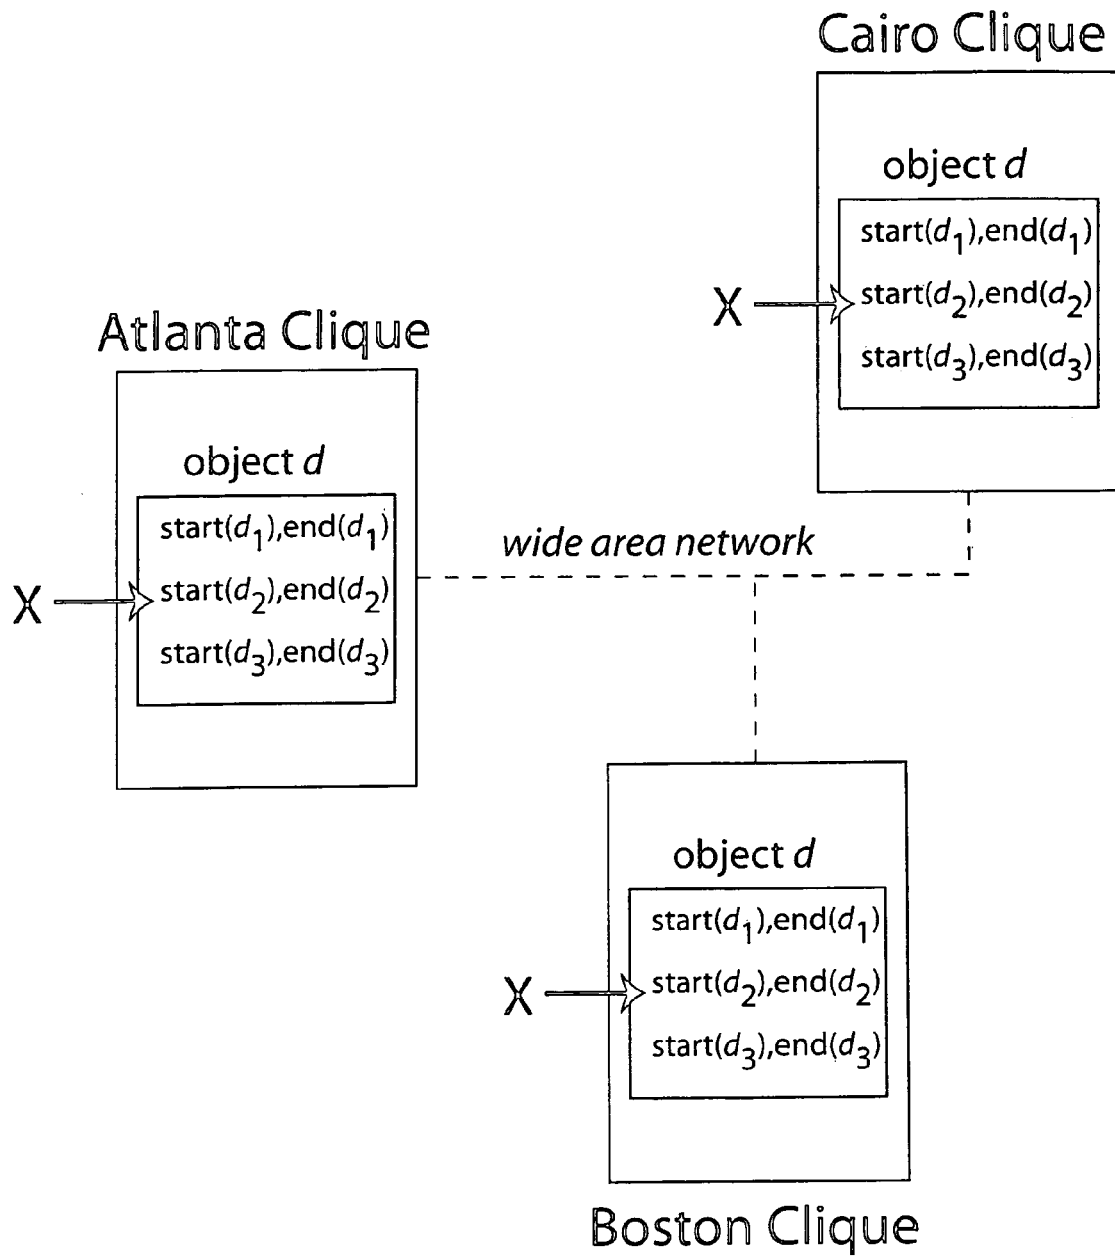 Cairo Clique
object d
start(d1),end(d1)
X
start(d2),end(d2)
start(d3),end(d3)
Atlanta Clique
object d
start(d1),end(d1)
X
start(d2),end(d2)
start(d3),end(d3)
wide area network
object d
start(d1),end(d1)
X
start(d2),end(d2)
start(d3),end(d3)
Boston Clique